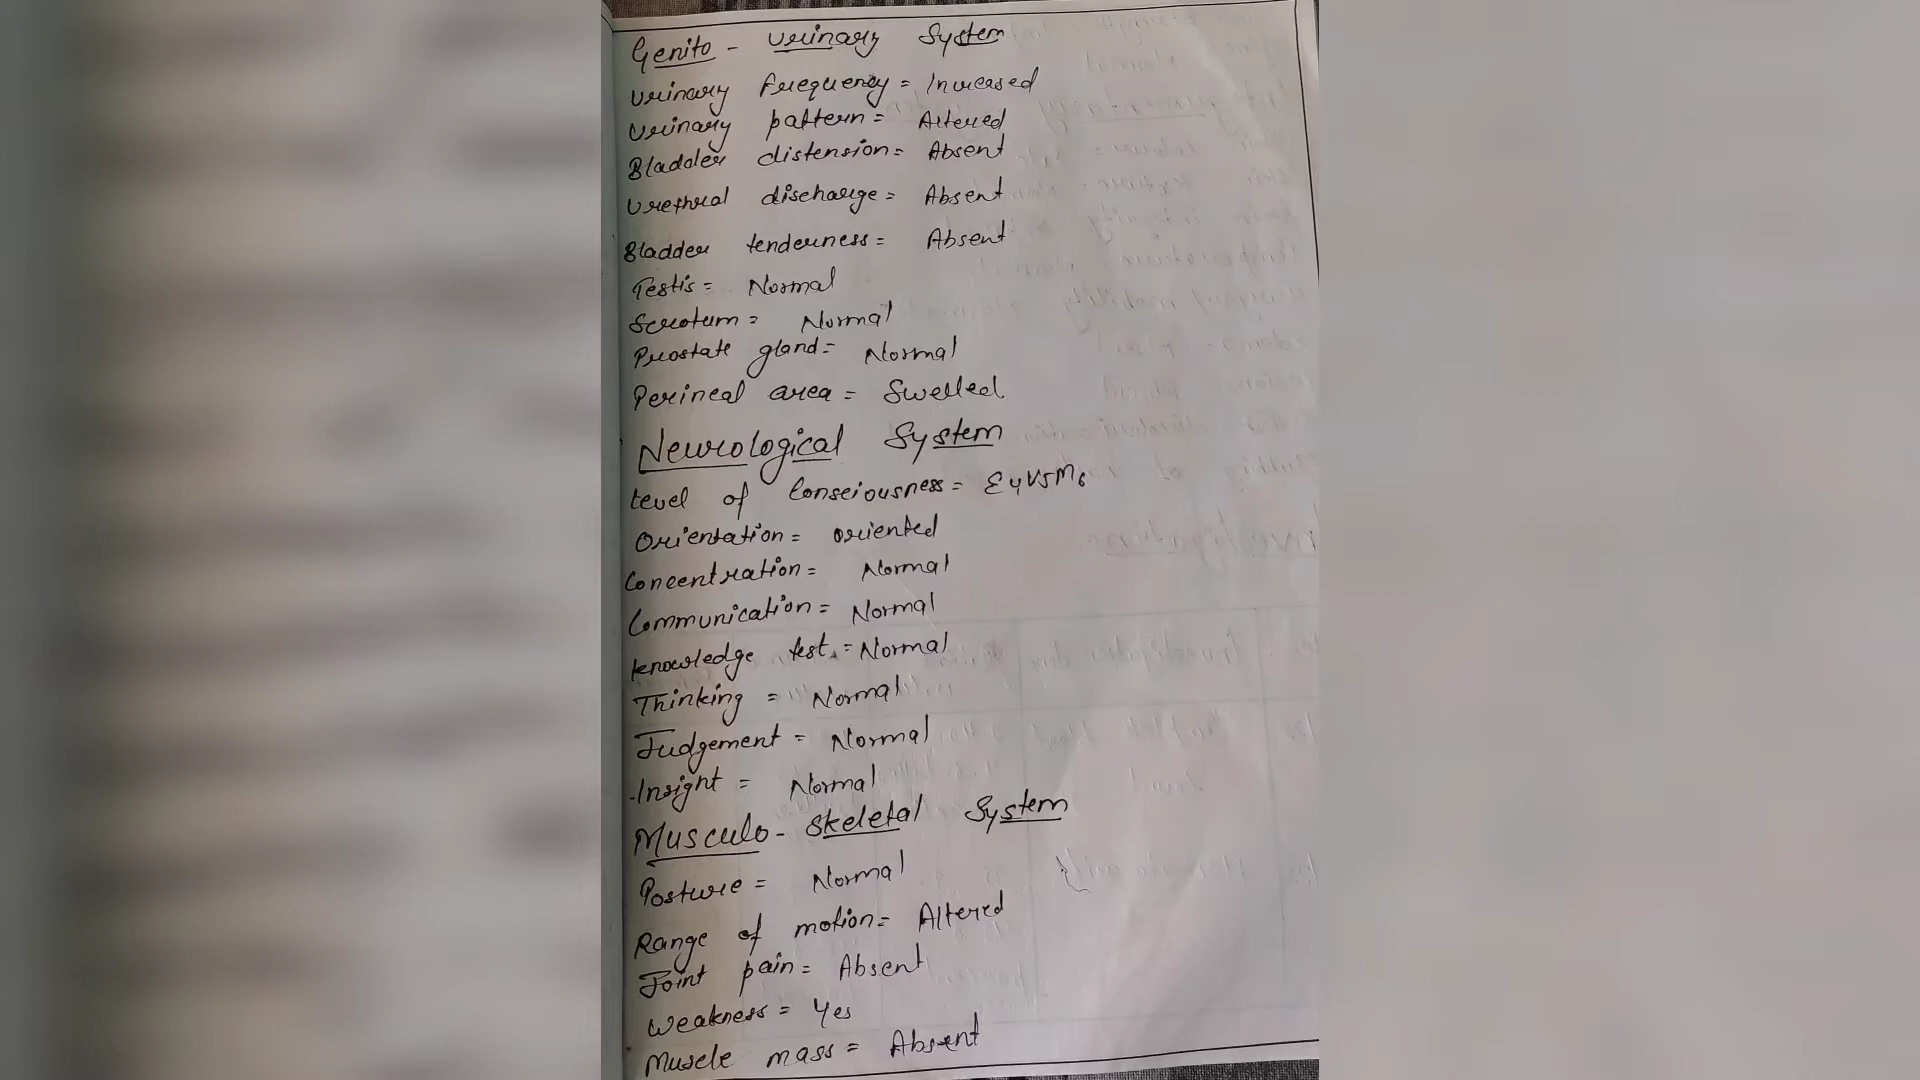 Genito - Urinary System
Urinary frequency = Increased
Urinary pattern = Altered
Bladder distension = Absent
Urethral discharge = Absent
Bladder tenderness = Absent
Testis = Normal
Scrotum = Normal
Prostate gland = Normal
Perineal area = Swelled
Neurological System
Level of Consciousness = E4V5M6
Orientation = oriented
Concentration = Normal
Communication = Normal
Knowledge test = Normal
Thinking = Normal
Judgement = Normal
Insight = Normal
Musculo - Skeletal System
Posture = Normal
Range of motion = Altered
Joint pain = Absent
Weakness = Yes
Muscle mass = Absent